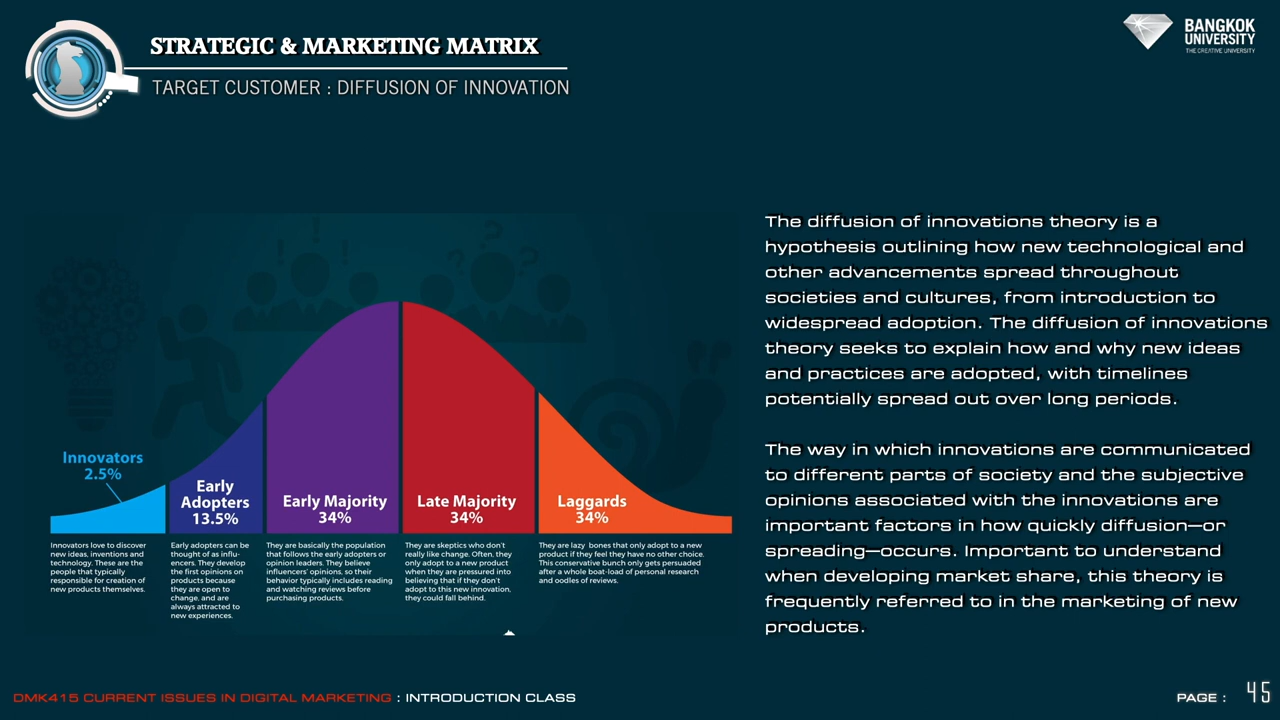 STRATEGIC & MARKETING MATRIX
TARGET CUSTOMER : DIFFUSION OF INNOVATION
BANGKOK
UNIVERSITY
THE CREATIVE UNIVERSITY
Innovators
2.5%
Early
Adopters
13.5%
Early Majority
34%
Late Majority
34%
Laggards
34%
Innovators love to discover
new ideas, inventions and
technology. These are the
people that typically
responsible for creation of
new products themselves.
Early adopters can be
thought of as influ-
encers. They develop
the first opinions on
products because
they are open to
change, and are
always attracted to
new experiences.
They are basically the population
that follows the early adopters or
opinion leaders. They believe
influencers' opinions, so their
behavior typically includes reading
and watching reviews before
purchasing products.
They are skeptics who don't
really like change. Often, they
only adopt to a new product
when they are pressured into
believing that if they don't
adopt to this new innovation,
they could fall behind.
They are lazy bones that only adopt to a new
product if they feel they have no other choice.
This conservative bunch only gets persuaded
after a whole boat-load of personal research
and oodles of reviews.
The diffusion of innovations theory is a
hypothesis outlining how new technological and
other advancements spread throughout
societies and cultures, from introduction to
widespread adoption. The diffusion of innovations
theory seeks to explain how and why new ideas
and practices are adopted, with timelines
potentially spread out over long periods.
The way in which innovations are communicated
to different parts of society and the subjective
opinions associated with the innovations are
important factors in how quickly diffusion—or
spreading—occurs. Important to understand
when developing market share, this theory is
frequently referred to in the marketing of new
products.
DMK415 CURRENT ISSUES IN DIGITAL MARKETING : INTRODUCTION CLASS
PAGE : 45